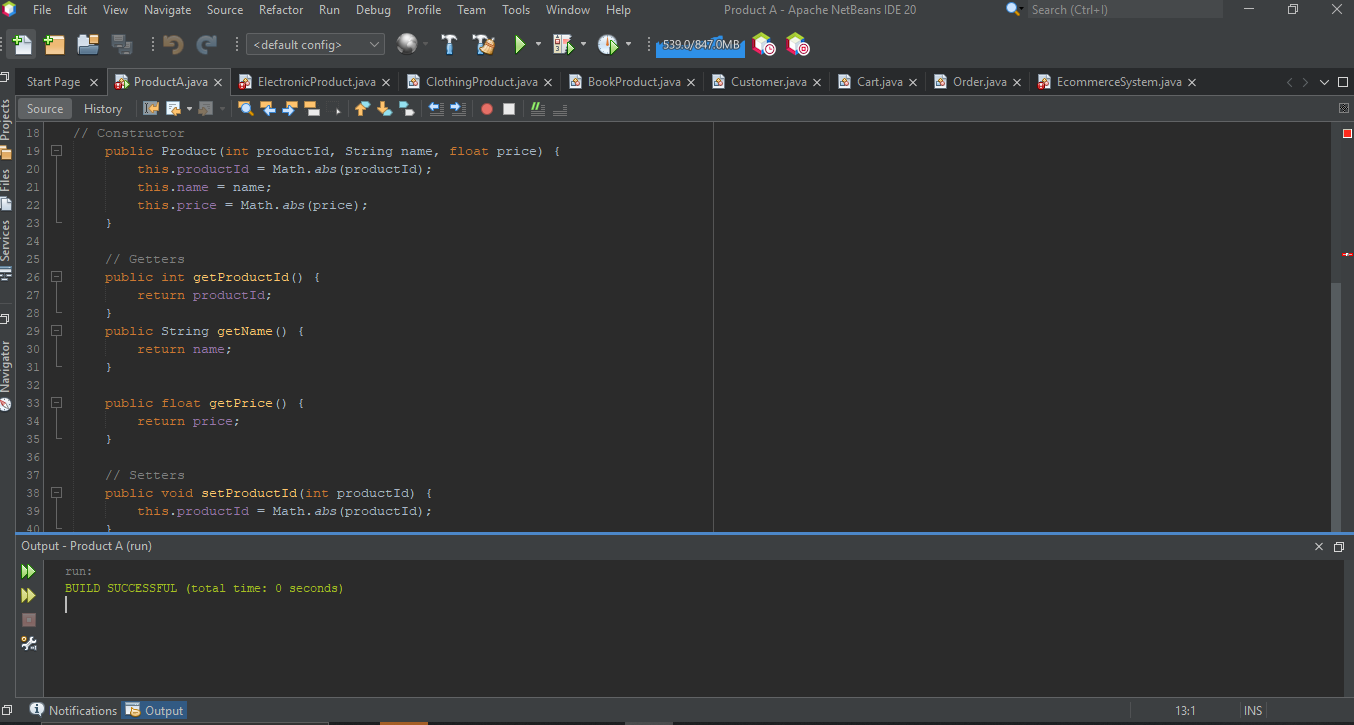 File Edit View Navigate Source Refactor Run Debug Profile Team Tools Window Help Product A - Apache NetBeans IDE 20 Search (Ctrl+I)
<default config> 539.0/847.0MB
Start Page ProductA.java ElectronicProduct.java ClothingProduct.java BookProduct.java Customer.java Cart.java Order.java EcommerceSystem.java
Source History
Projects
Files
Services
Navigator
18 // Constructor
19 public Product(int productId, String name, float price) {
20 this.productId = Math.abs(productId);
21 this.name = name;
22 this.price = Math.abs(price);
23 }
24
25 // Getters
26 public int getProductId() {
27 return productId;
28 }
29 public String getName() {
30 return name;
31 }
32
33 public float getPrice() {
34 return price;
35 }
36
37 // Setters
38 public void setProductId(int productId) {
39 this.productId = Math.abs(productId);
40 }
Output - Product A (run)
run:
BUILD SUCCESSFUL (total time: 0 seconds)
Notifications Output 13:1 INS